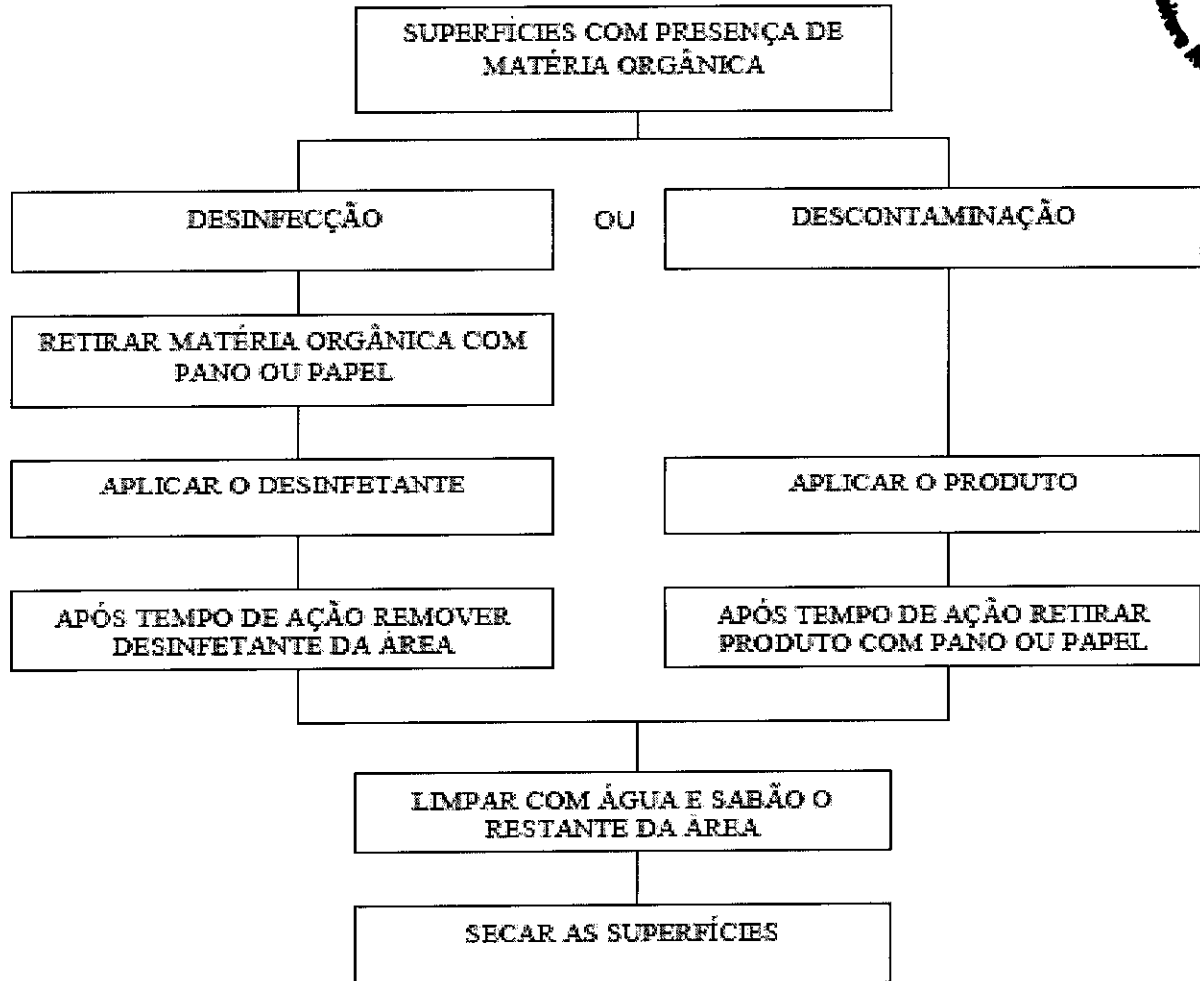 SUPERFÍCIES COM PRESENÇA DE
MATÉRIA ORGÂNICA
DESINFECÇÃO
OU
DESCONTAMINAÇÃO
RETIRAR MATÉRIA ORGÂNICA COM
PANO OU PAPEL
APLICAR O DESINFETANTE
APLICAR O PRODUTO
APÓS TEMPO DE AÇÃO REMOVER
DESINFETANTE DA ÁREA
APÓS TEMPO DE AÇÃO RETIRAR
PRODUTO COM PANO OU PAPEL
LIMPAR COM ÁGUA E SABÃO O
RESTANTE DA ÁREA
SECAR AS SUPERFÍCIES